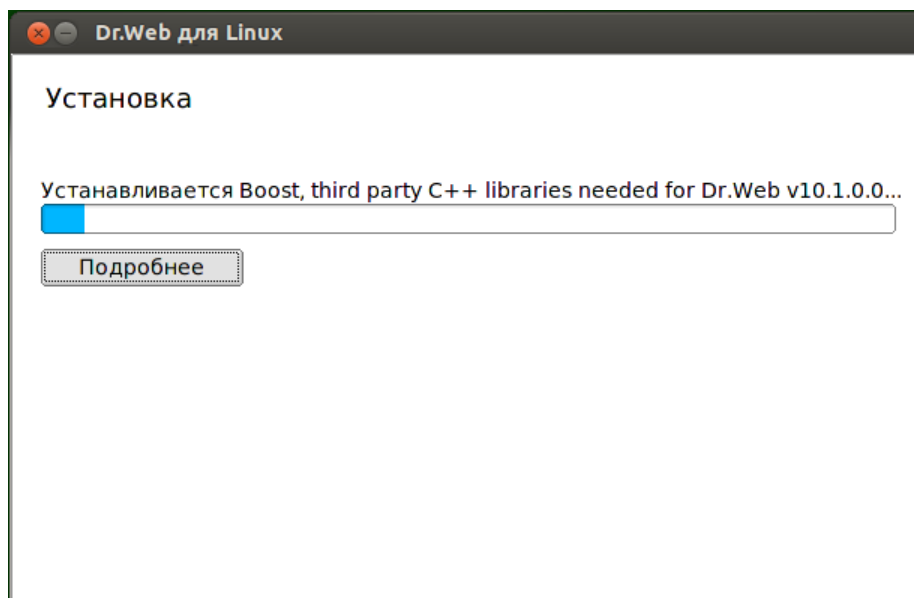 Dr.Web для Linux
Установка
Устанавливается Boost, third party C++ libraries needed for Dr.Web v10.1.0.0...
Подробнее